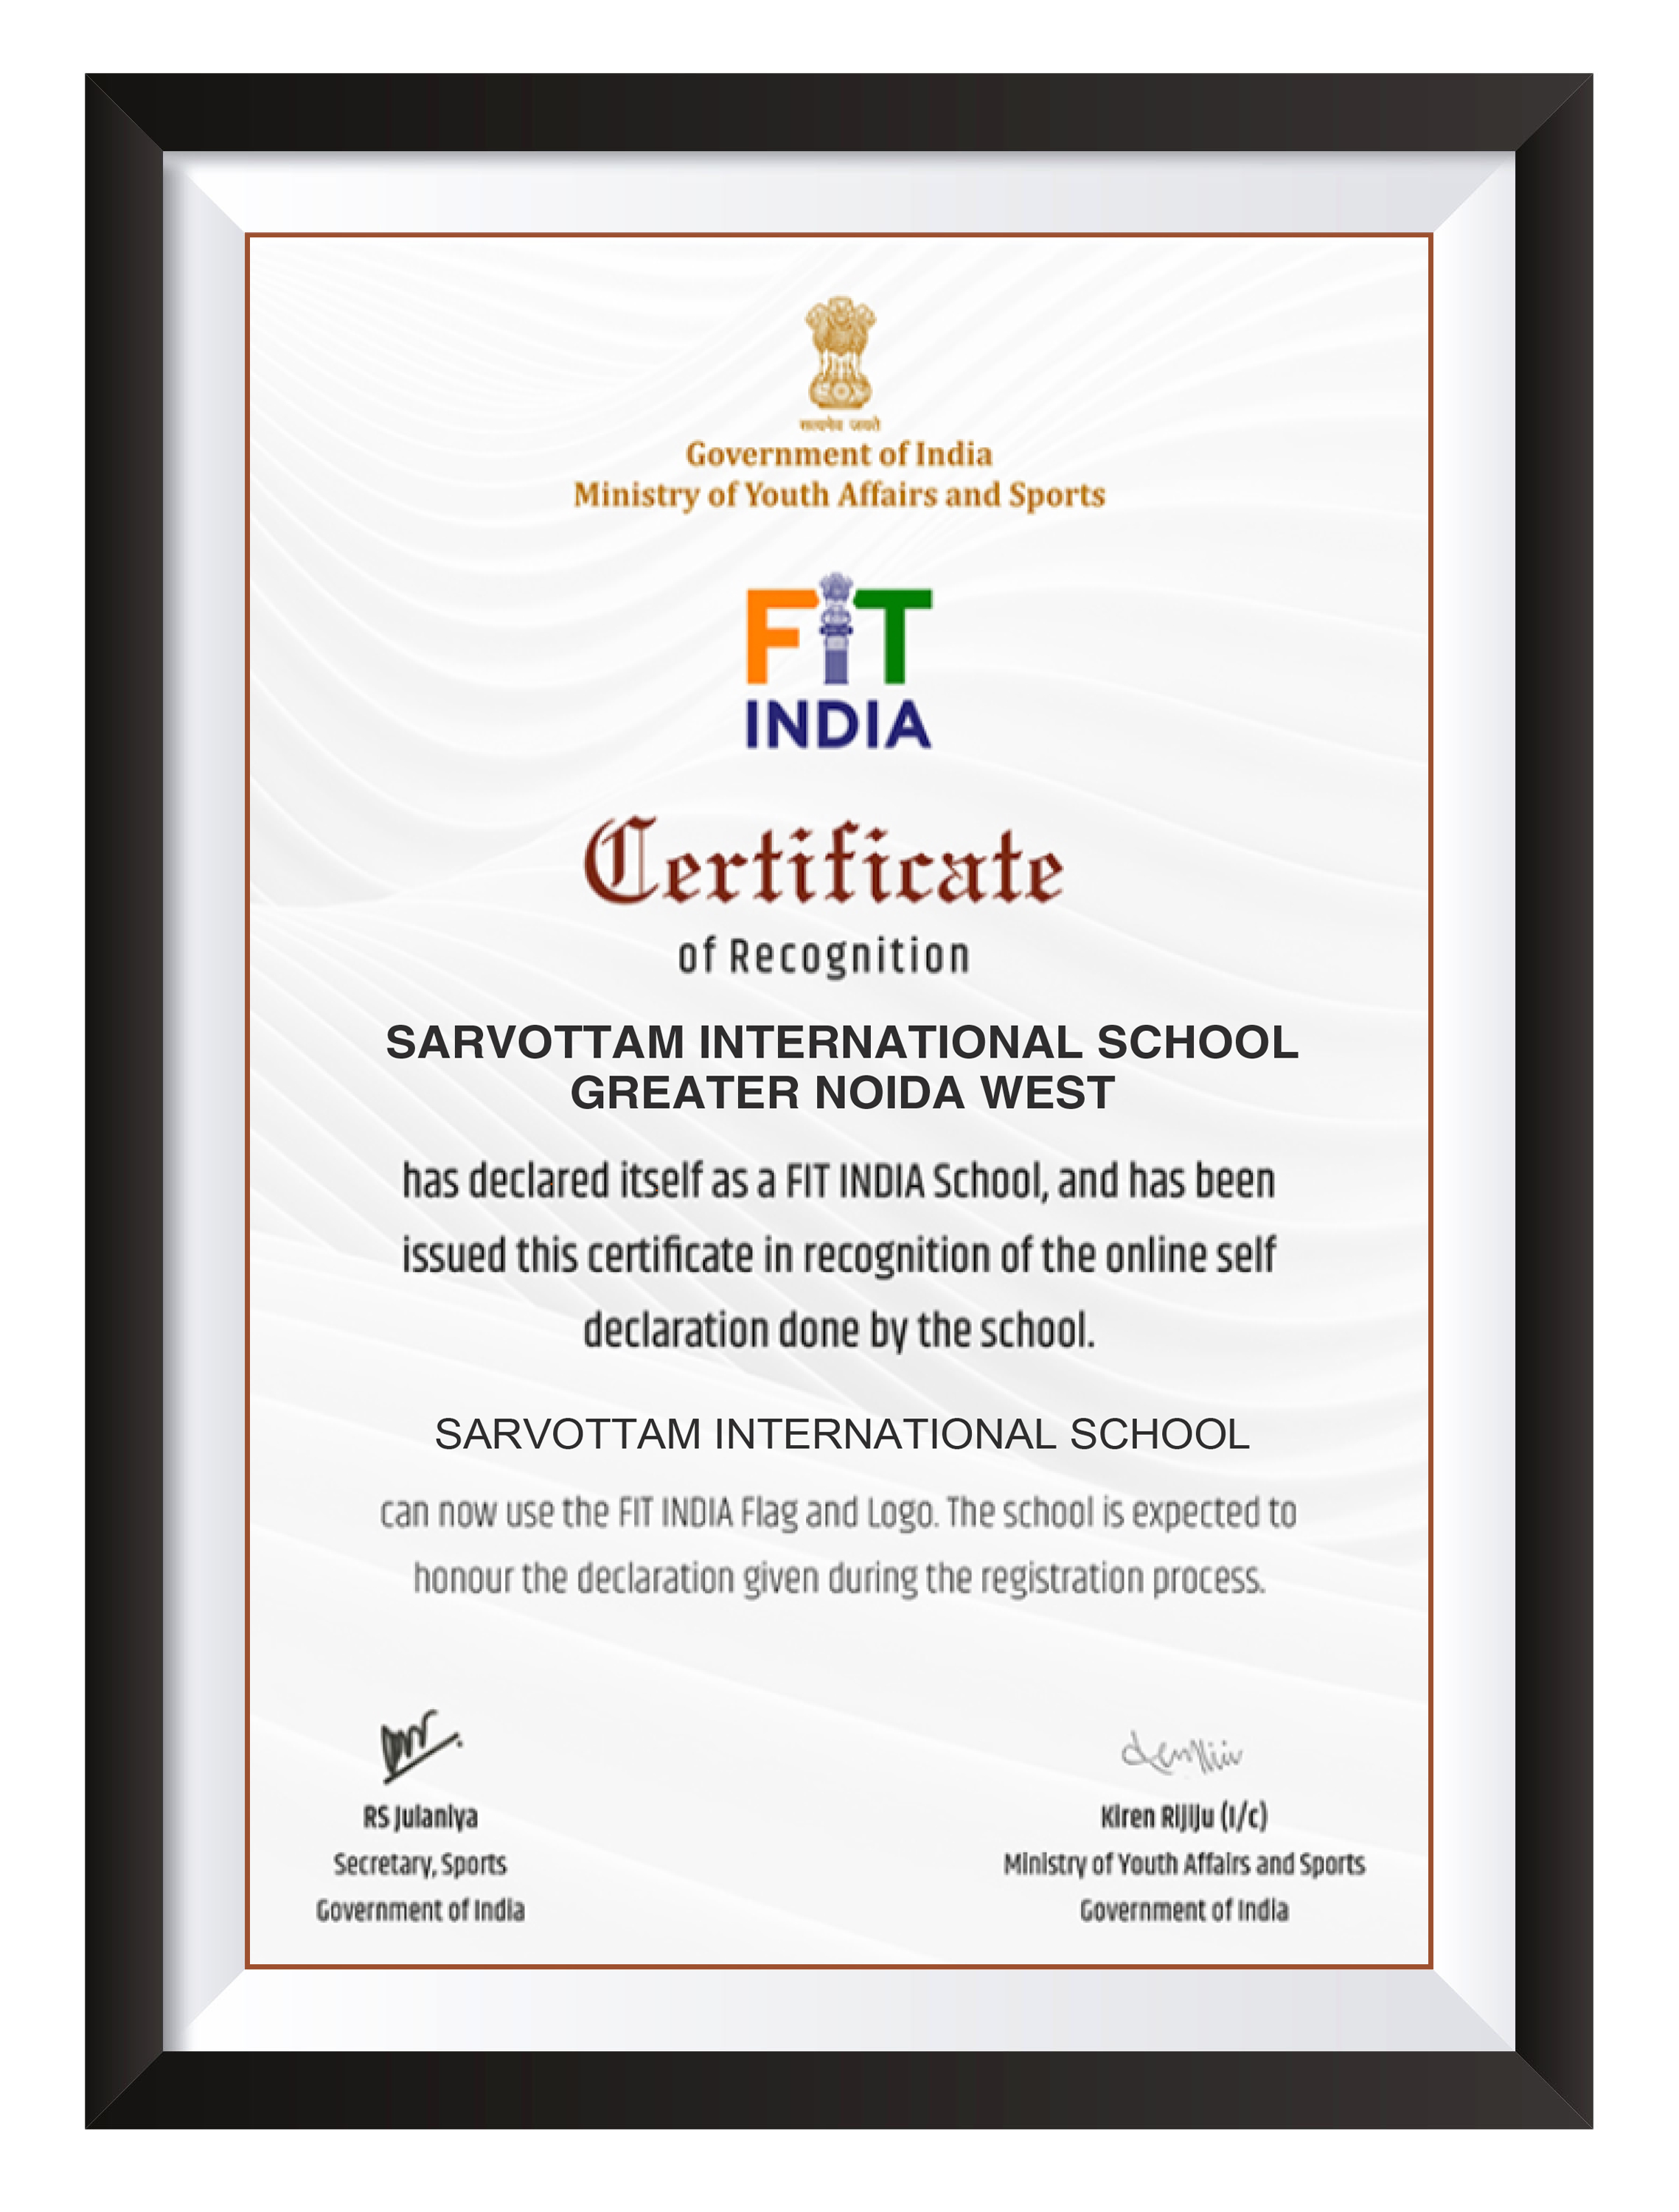 सत्यमेव जयते
Government of India
Ministry of Youth Affairs and Sports
FIT
INDIA
Certificate
of Recognition
SARVOTTAM INTERNATIONAL SCHOOL
GREATER NOIDA WEST
has declared itself as a FIT INDIA School, and has been
issued this certificate in recognition of the online self
declaration done by the school.
SARVOTTAM INTERNATIONAL SCHOOL
can now use the FIT INDIA Flag and Logo. The school is expected to
honour the declaration given during the registration process.
RS Julaniya
Secretary, Sports
Government of India
Kiren Rijiju (I/c)
Ministry of Youth Affairs and Sports
Government of India